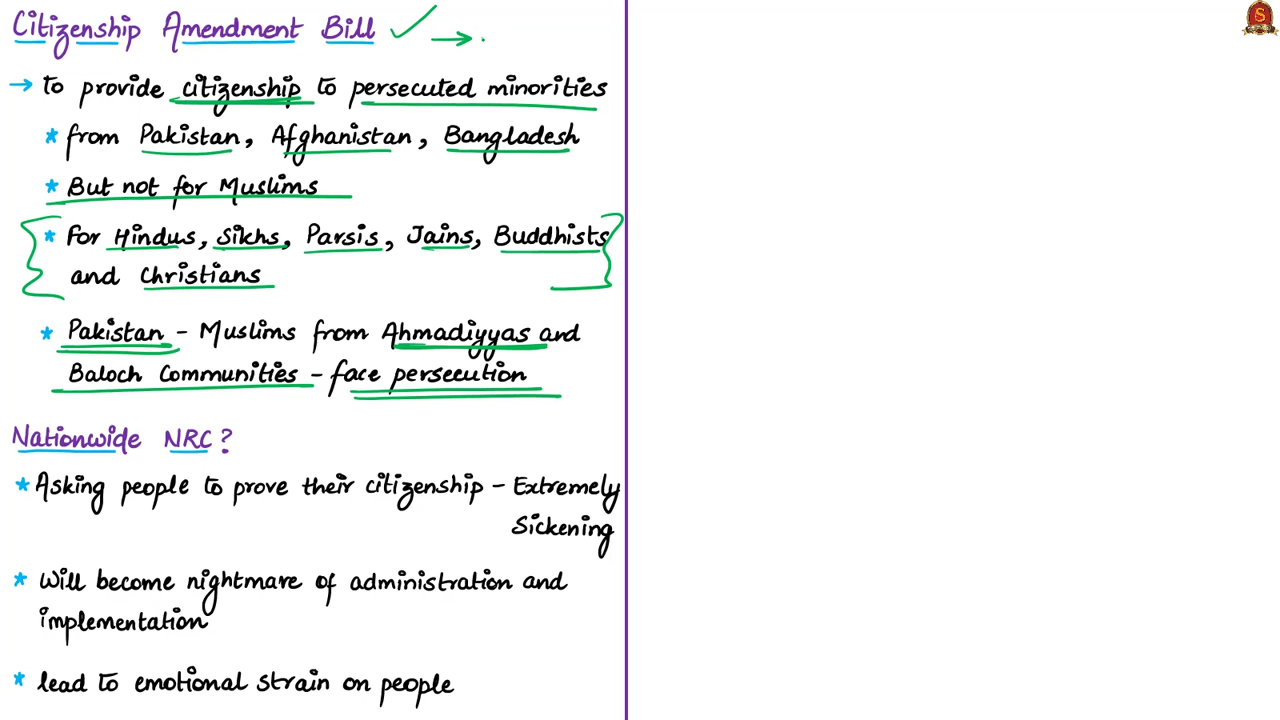 Citizenship Amendment Bill
→ to provide citizenship to persecuted minorities
* from Pakistan, Afghanistan, Bangladesh
* But not for Muslims
* For Hindus, Sikhs, Parsis, Jains, Buddhists
and Christians
* Pakistan - Muslims from Ahmadiyyas and
Baloch Communities - face persecution
Nationwide NRC?
* Asking people to prove their citizenship - Extremely
Sickening
* Will become nightmare of administration and
implementation
* lead to emotional strain on people
S